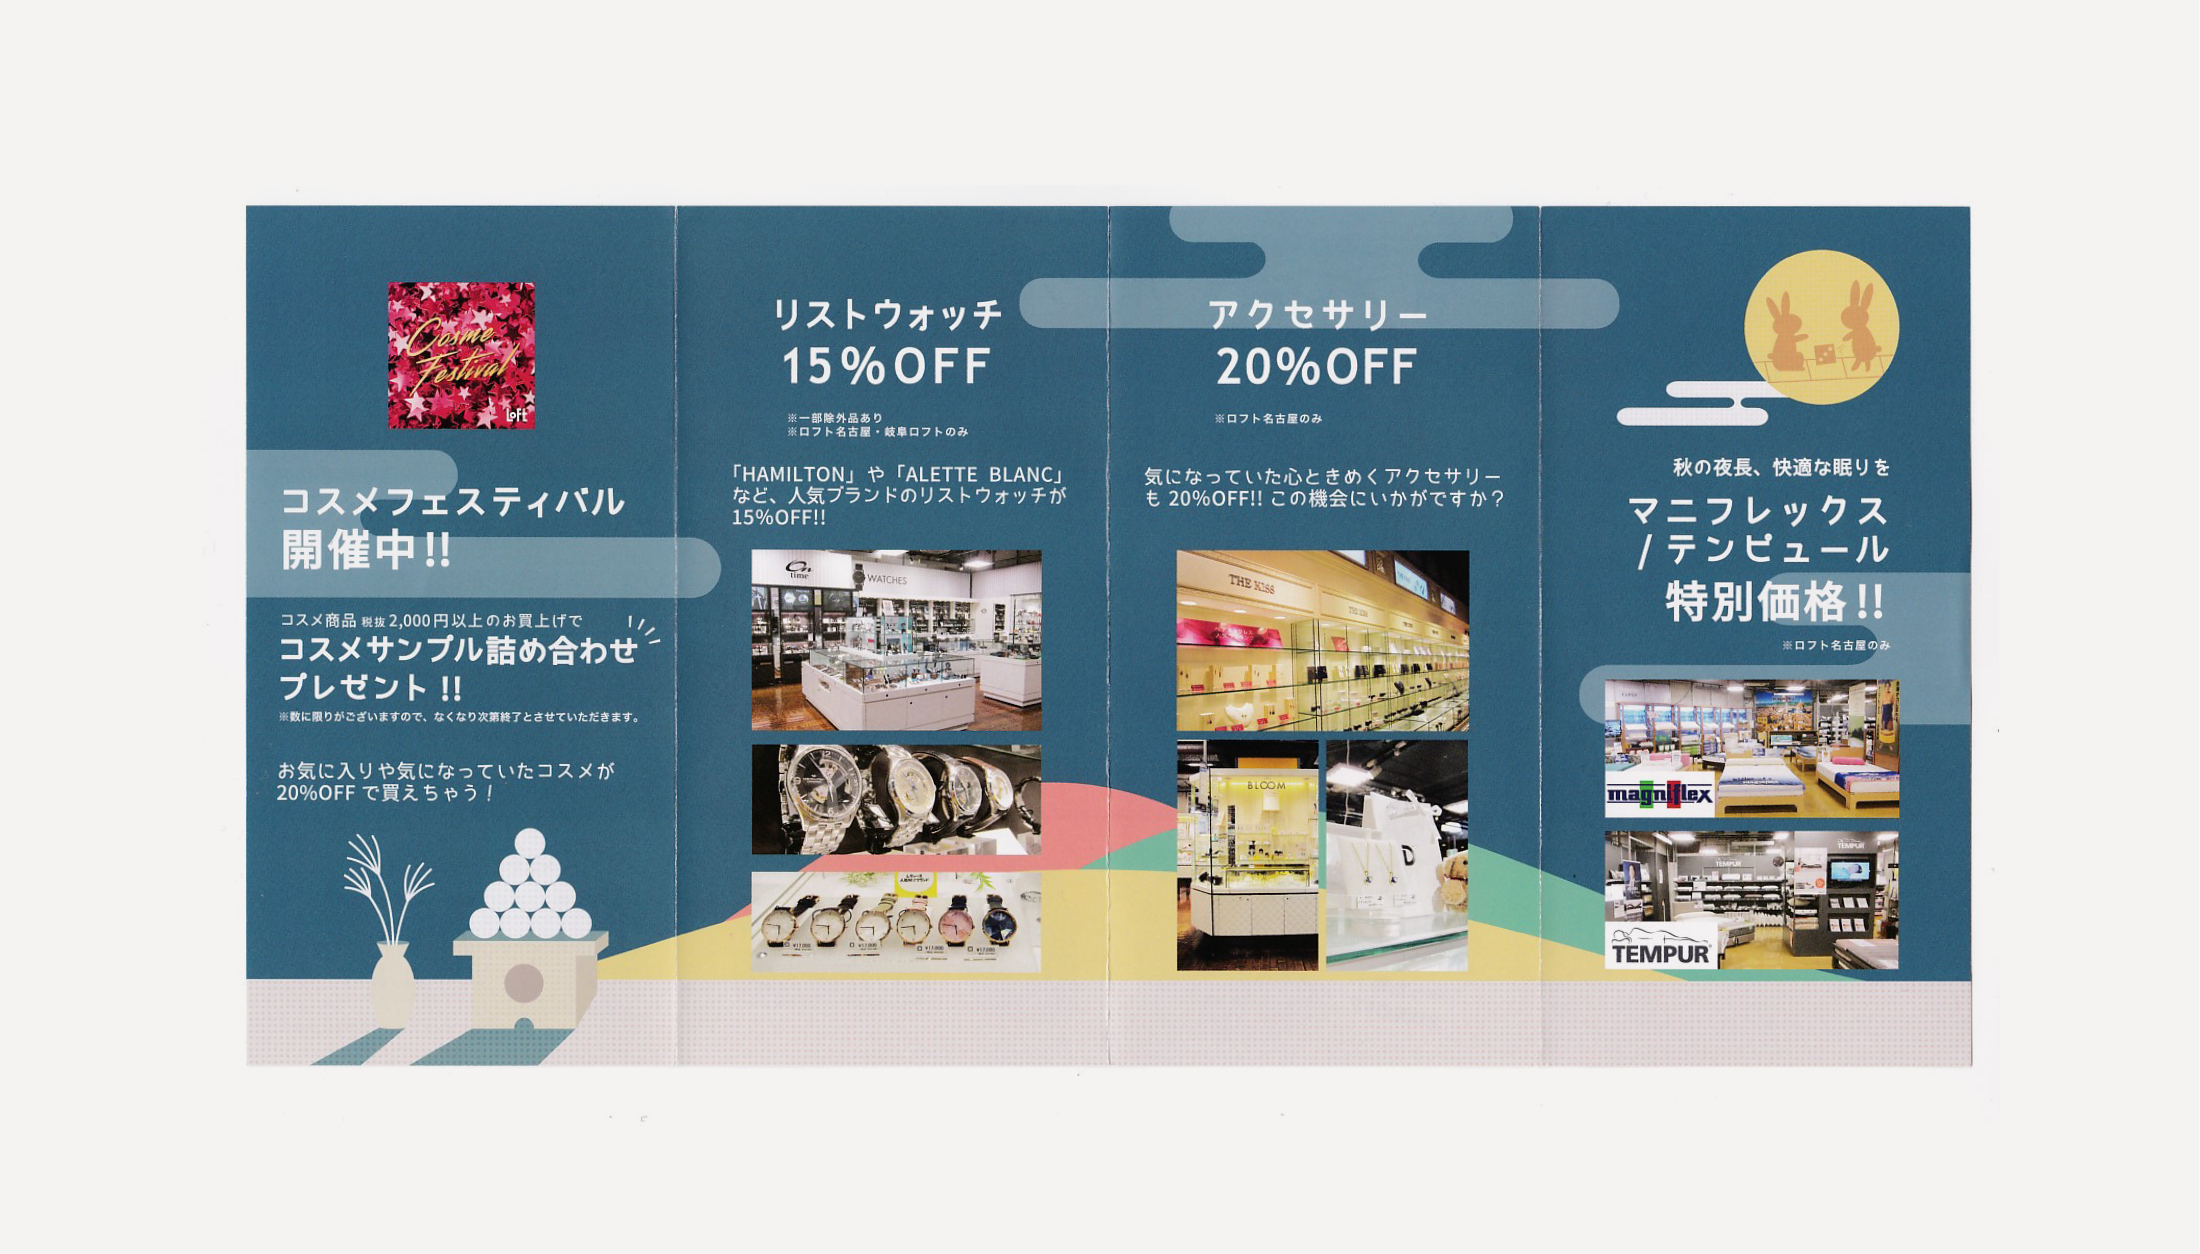 Cosme
Festival
LOFT
コスメフェスティバル
開催中!!
コスメ商品 税抜 2,000円以上のお買上げで
コスメサンプル詰め合わせ
プレゼント !!
※数に限りがございますので、なくなり次第終了とさせていただきます。
お気に入りや気になっていたコスメが
20%OFF で買えちゃう！
リストウォッチ
15%OFF
※一部除外品あり
※ロフト名古屋・岐阜ロフトのみ
「HAMILTON」や「ALETTE BLANC」
など、人気ブランドのリストウォッチが
15%OFF!!
On
time
WATCHES
アクセサリー
20%OFF
※ロフト名古屋のみ
気になっていた心ときめくアクセサリー
も 20%OFF!! この機会にいかがですか？
THE KISS
BLOOM
D
秋の夜長、快適な眠りを
マニフレックス
/ テンピュール
特別価格 !!
※ロフト名古屋のみ
magniflex
TEMPUR
TEMPUR
TEMPUR